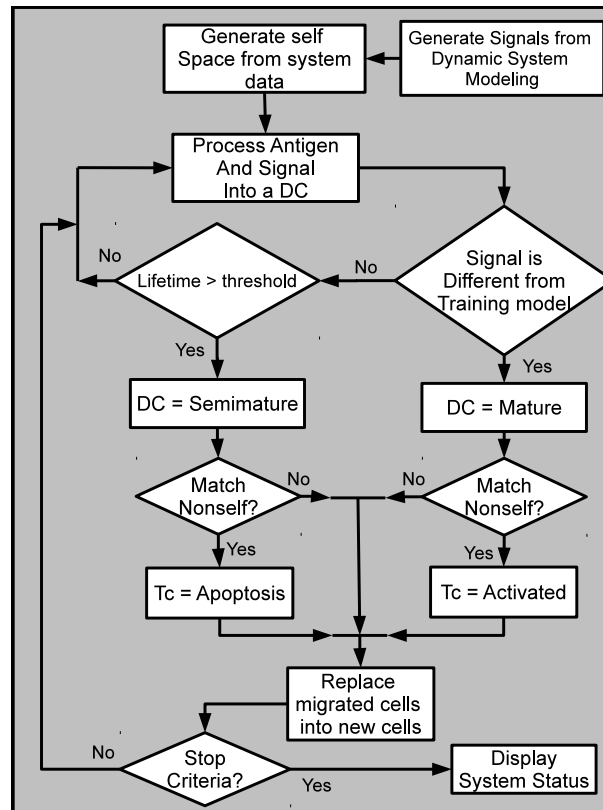 Generate self
Space from system
data
Generate Signals from
Dynamic System
Modeling
Process Antigen
And Signal
Into a DC
No
Lifetime > threshold
No
Signal is
Different from
Training model
Yes
Yes
DC = Semimature
DC = Mature
Match
Nonself?
No
No
Match
Nonself?
Yes
Yes
Tc = Apoptosis
Tc = Activated
Replace
migrated cells
into new cells
No
Stop
Criteria?
Yes
Display
System Status